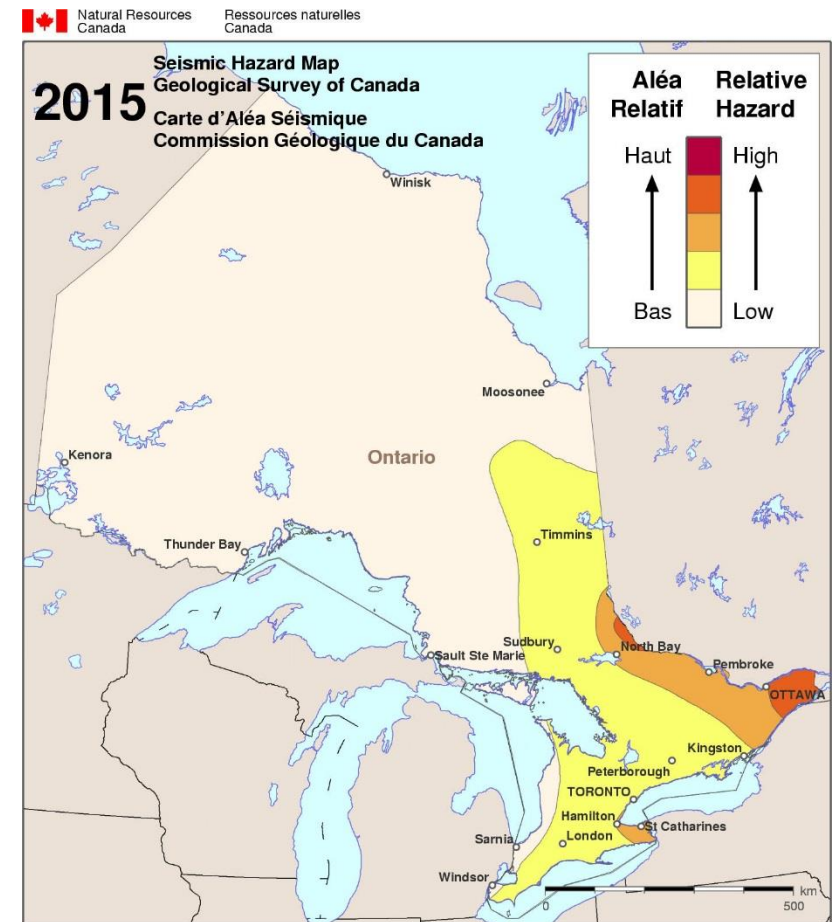 Natural Resources
Canada
Ressources naturelles
Canada
2015
Seismic Hazard Map
Geological Survey of Canada
Carte d'Aléa Séismique
Commission Géologique du Canada
Aléa
Relatif
Relative
Hazard
Haut
High
Bas
Low
Winisk
Moosonee
Kenora
Ontario
Thunder Bay
Timmins
Sudbury
North Bay
Sault Ste Marie
Pembroke
OTTAWA
Kingston
Peterborough
TORONTO
Hamilton
St Catharines
Sarnia
London
Windsor
km
0
500